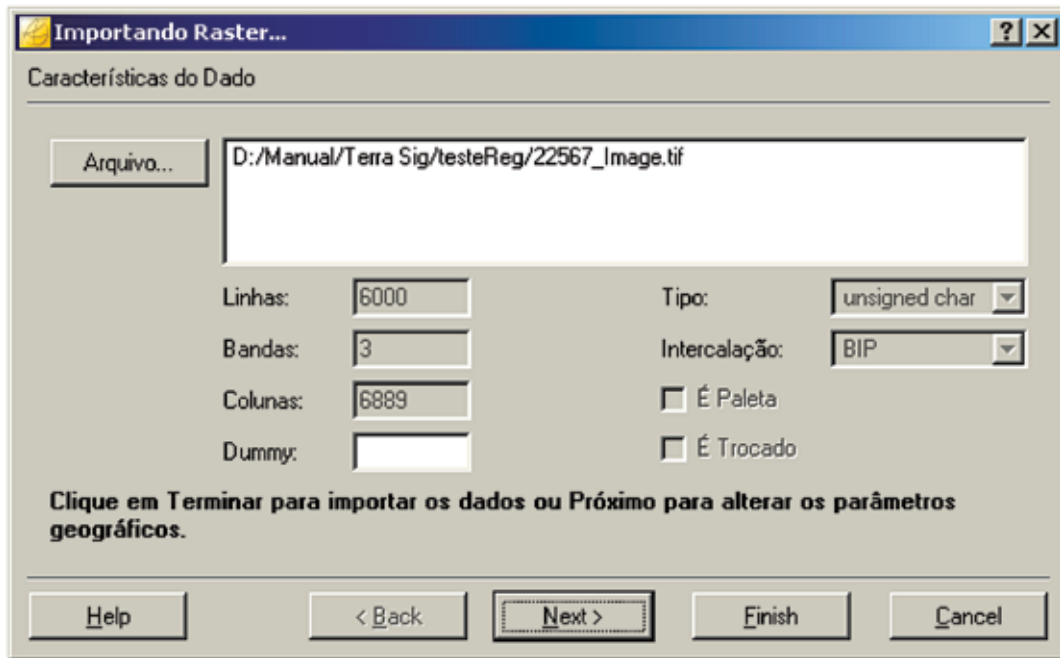 Importando Raster...
Características do Dado
Arquivo...
D:/Manual/Terra Sig/testeReg/22567_Image.tif
Linhas: 6000
Tipo: unsigned char
Bandas: 3
Intercalação: BIP
Colunas: 6889
É Paleta
Dummy:
É Trocado
Clique em Terminar para importar os dados ou Próximo para alterar os parâmetros
geográficos.
Help
< Back
Next >
Finish
Cancel